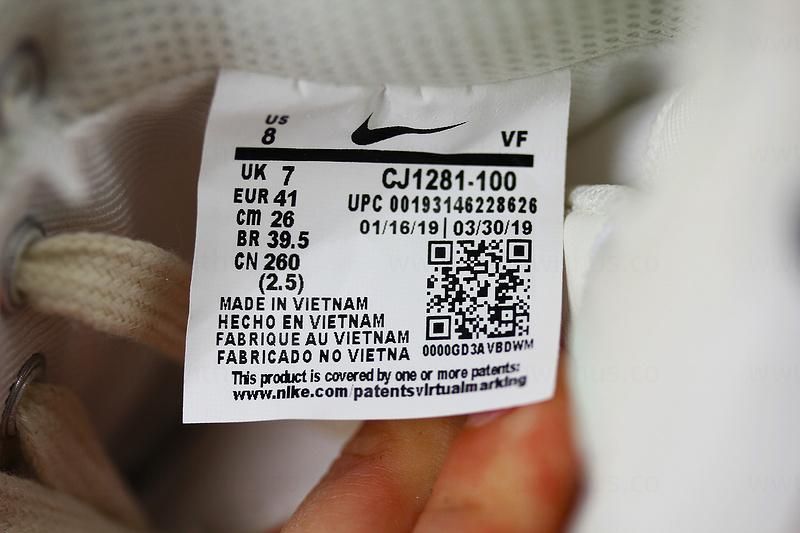 US
8
VF
UK 7
CJ1281-100
EUR 41
UPC 00193146228626
cm 26
01/16/19 | 03/30/19
BR 39.5
CN 260
(2.5)
MADE IN VIETNAM
HECHO EN VIETNAM
FABRIQUE AU VIETNAM
FABRICADO NO VIETNA
0000GD3AVBDWM
This product is covered by one or more patents:
www.nike.com/patentsvirtualmarking